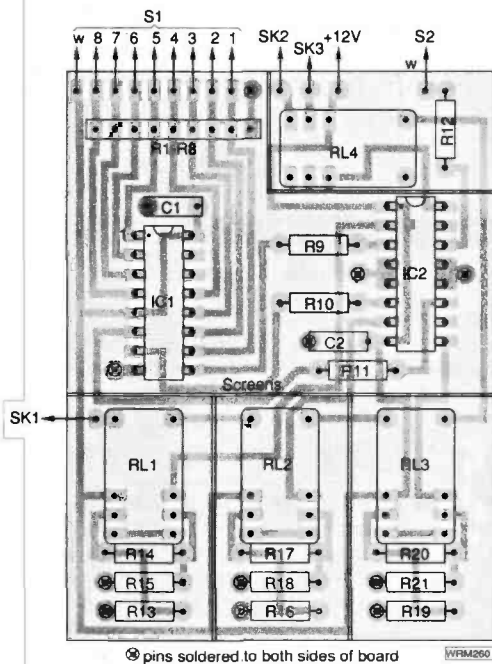 S1
w 8 7 6 5 4 3 2 1
SK2
SK3
+12V
S2
w
R1-R8
RL4
R12
C1
IC1
R9
R10
IC2
C2
R11
Screens
SK1
RL1
RL2
RL3
R14
R17
R20
R15
R18
R21
R13
R16
R19
pins soldered to both sides of board
WRM260